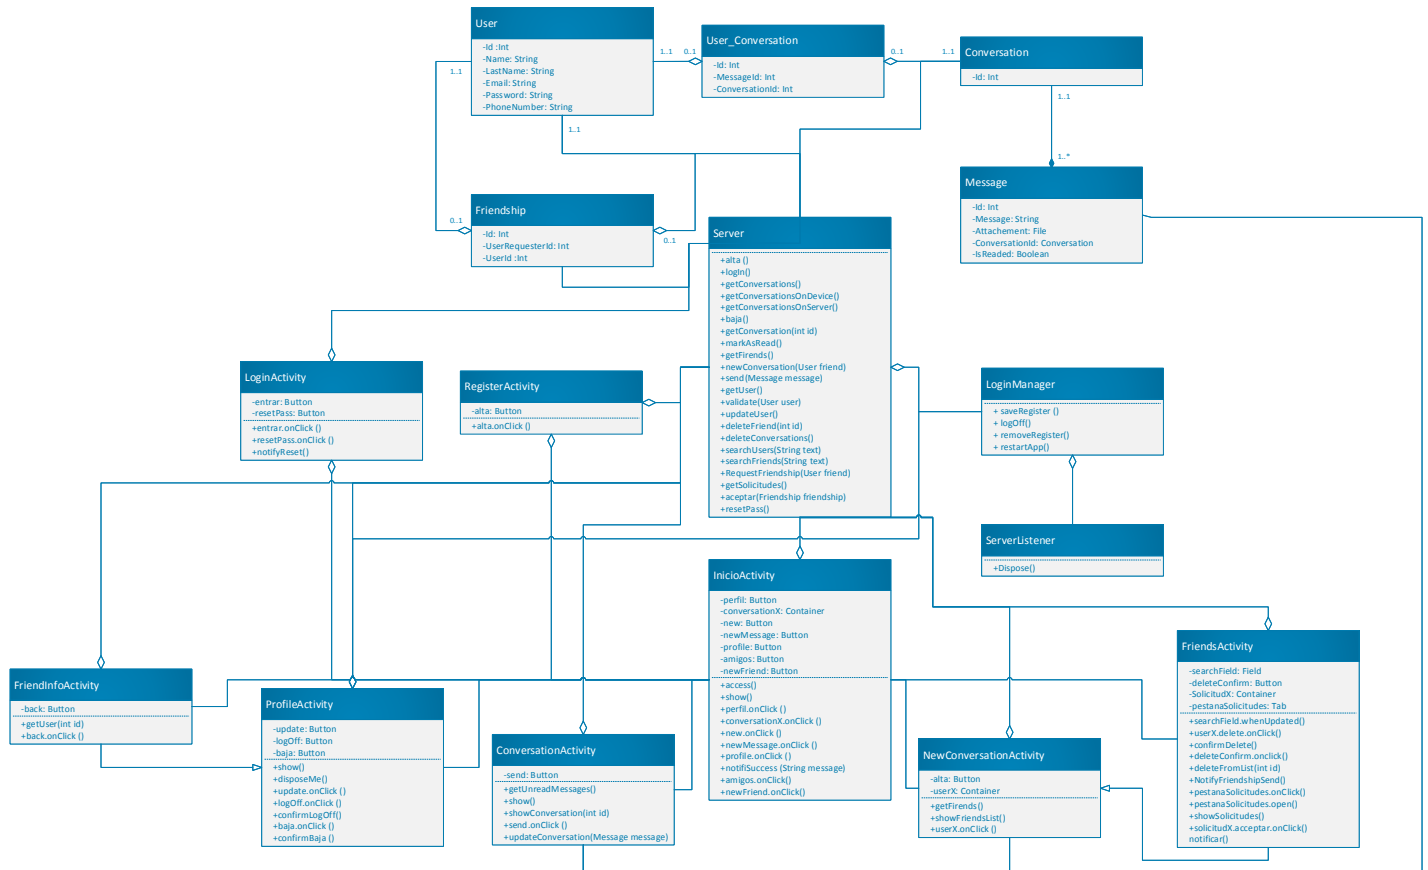 User
-Id :Int
-Name: String
-LastName: String
-Email: String
-Password: String
-PhoneNumber: String
1..1
1..1
1..1
0..1
User_Conversation
-Id: Int
-MessageId: Int
-ConversationId: Int
0..1
1..1
Conversation
-Id: Int
1..1
1..*
Message
-Id: Int
-Message: String
-Attachement: File
-ConversationId: Conversation
-IsReaded: Boolean
0..1
Friendship
-Id: Int
-UserRequesterId: Int
-UserId :Int
0..1
Server
+alta ()
+logIn()
+getConversations()
+getConversationsOnDevice()
+getConversationsOnServer()
+baja()
+getConversation(int id)
+markAsRead()
+getFirends()
+newConversation(User friend)
+send(Message message)
+getUser()
+validate(User user)
+updateUser()
+deleteFriend(int id)
+deleteConversations()
+searchUsers(String text)
+searchFriends(String text)
+RequestFriendship(User friend)
+getSolicitudes()
+aceptar(Friendship friendship)
+resetPass()
LoginActivity
-entrar: Button
-resetPass: Button
+entrar.onClick ()
+resetPass.onClick ()
+notifyReset()
RegisterActivity
-alta: Button
+alta.onClick ()
LoginManager
+ saveRegister ()
+ logOff()
+ removeRegister()
+ restartApp()
ServerListener
+Dispose()
InicioActivity
-perfil: Button
-conversationX: Container
-new: Button
-newMessage: Button
-profile: Button
-amigos: Button
-newFriend: Button
+access()
+show()
+perfil.onClick ()
+conversationX.onClick ()
+new.onClick ()
+newMessage.onClick ()
+profile.onClick ()
+notifiSuccess (String message)
+amigos.onClick()
+newFriend.onClick()
FriendsActivity
-searchField: Field
-deleteConfirm: Button
-SolicitudX: Container
-pestanaSolicitudes: Tab
+searchField.whenUpdated()
+userX.delete.onClick()
+confirmDelete()
+deleteConfirm.onclick()
+deleteFromList(int id)
+NotifyFriendshipSend()
+pestanaSolicitudes.onClick()
+pestanaSolicitudes.open()
+showSolicitudes()
+solicitudX.acceptar.onClick()
notificar()
FriendInfoActivity
-back: Button
+getUser(int id)
+back.onClick ()
ProfileActivity
-update: Button
-logOff: Button
-baja: Button
+show()
+disposeMe()
+update.onClick ()
+logOff.onClick ()
+confirmLogOff()
+baja.onClick ()
+confirmBaja ()
ConversationActivity
-send: Button
+getUnreadMessages()
+show()
+showConversation(int id)
+send.onClick ()
+updateConversation(Message message)
NewConversationActivity
-alta: Button
-userX: Container
+getFirends()
+showFriendsList()
+userX.onClick ()